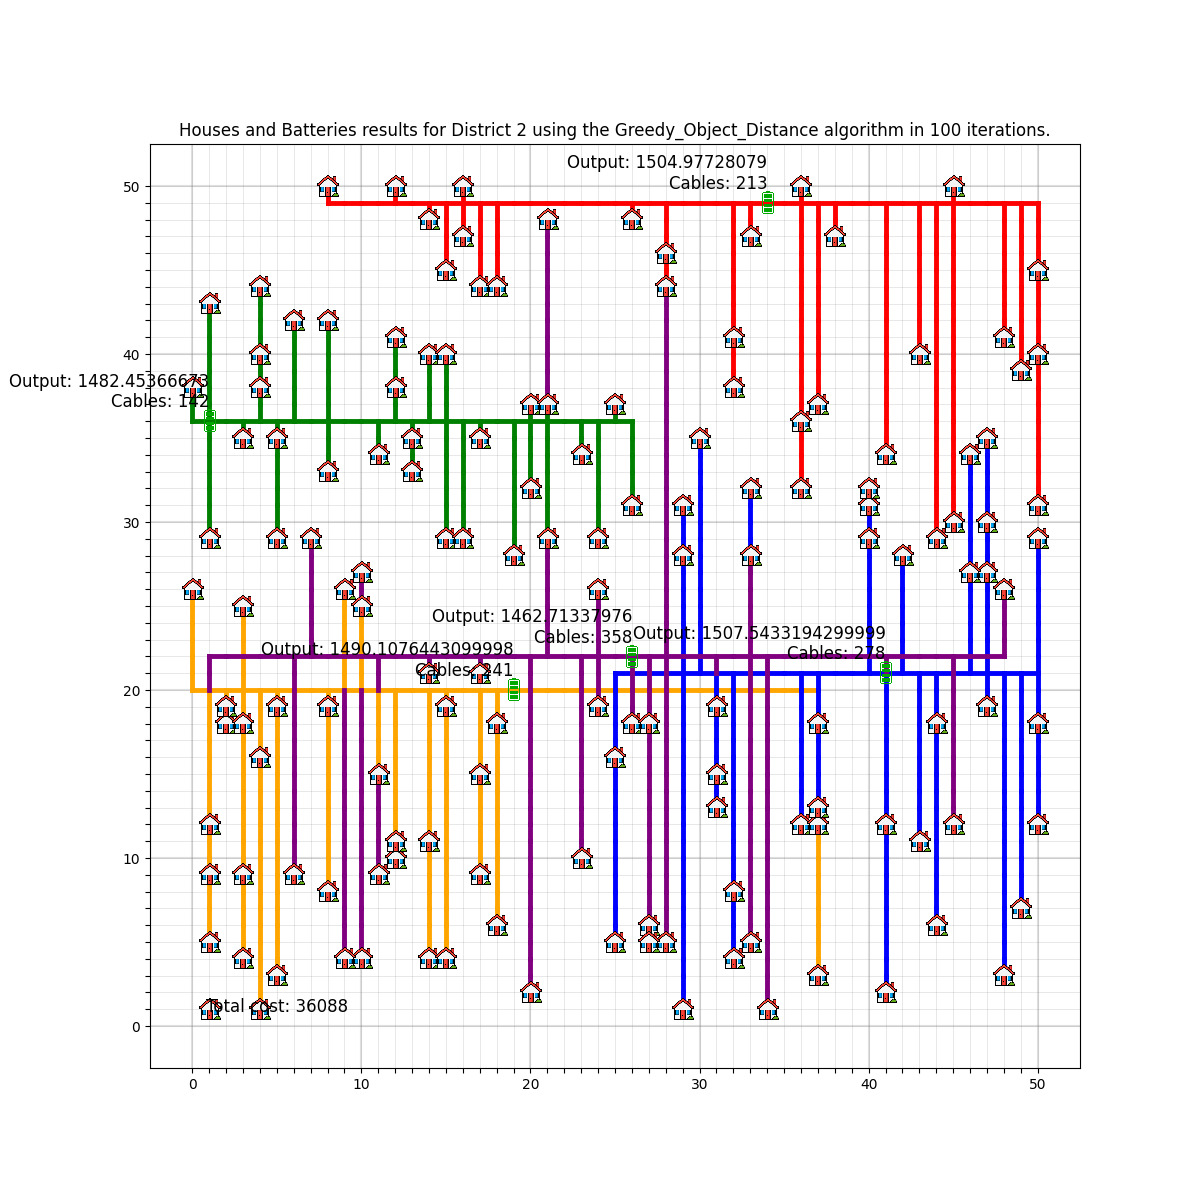 Houses and Batteries results for District 2 using the Greedy_Object_Distance algorithm in 100 iterations.
Output: 1504.97728079
Cables: 213
50
40
Output: 1482.45366673
Cables: 142
30
Output: 1462.71337976
Cables: 358
Output: 1507.5433194299999
Cables: 278
Output: 1490.1076443099998
Cables: 241
20
10
Total cost: 36088
0
0 10 20 30 40 50